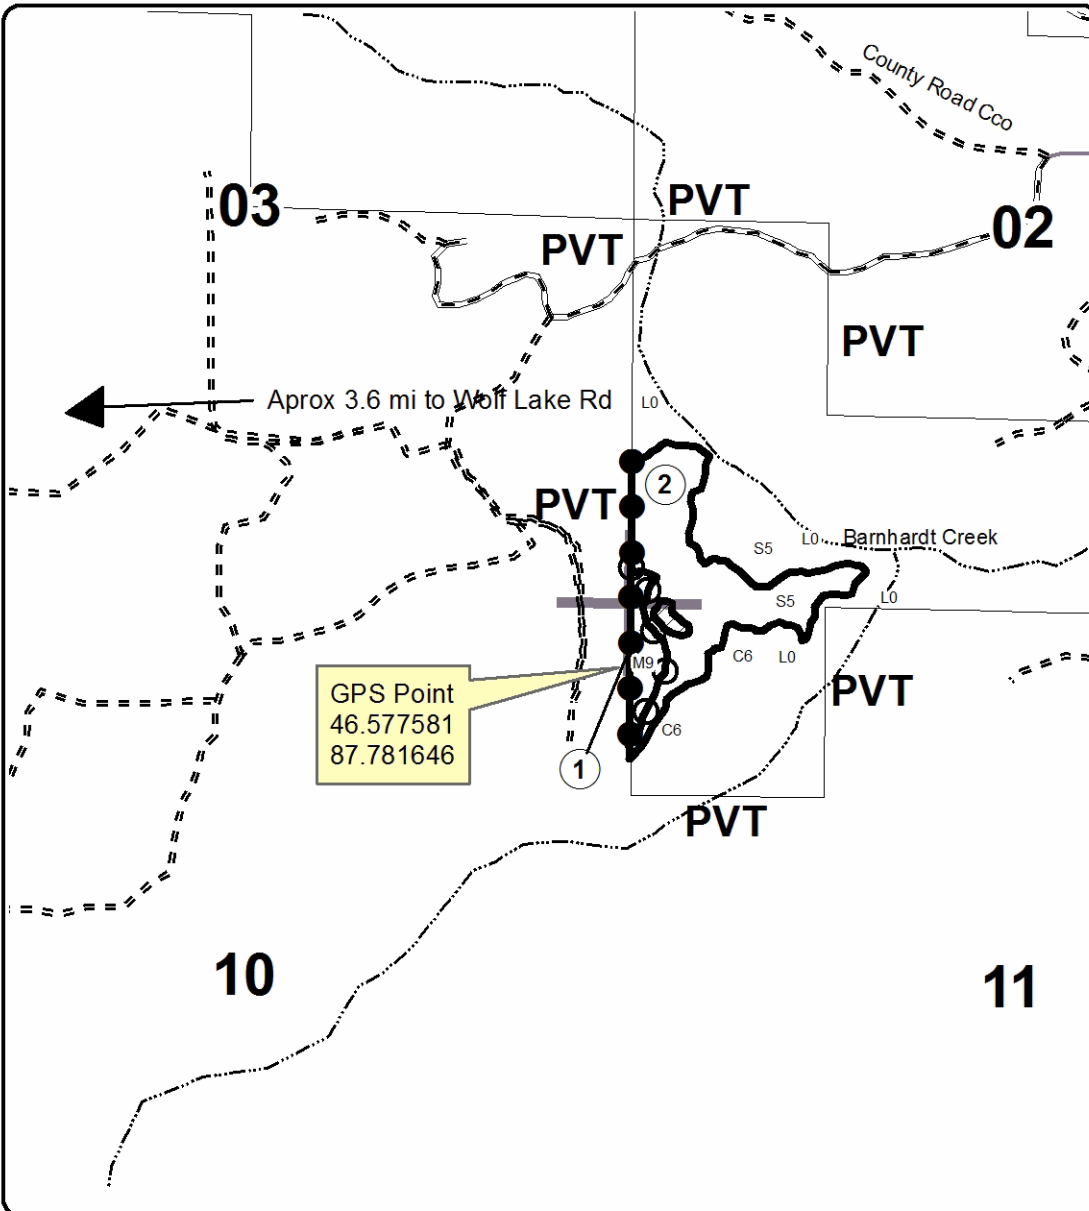 County Road Cco
03
PVT
02
PVT
PVT
Aprox 3.6 mi to Wolf Lake Rd
L0
2
PVT
S5
L0
Barnhardt Creek
S5
L0
C6
L0
M9
GPS Point
46.577581
87.781646
PVT
C6
1
PVT
10
11